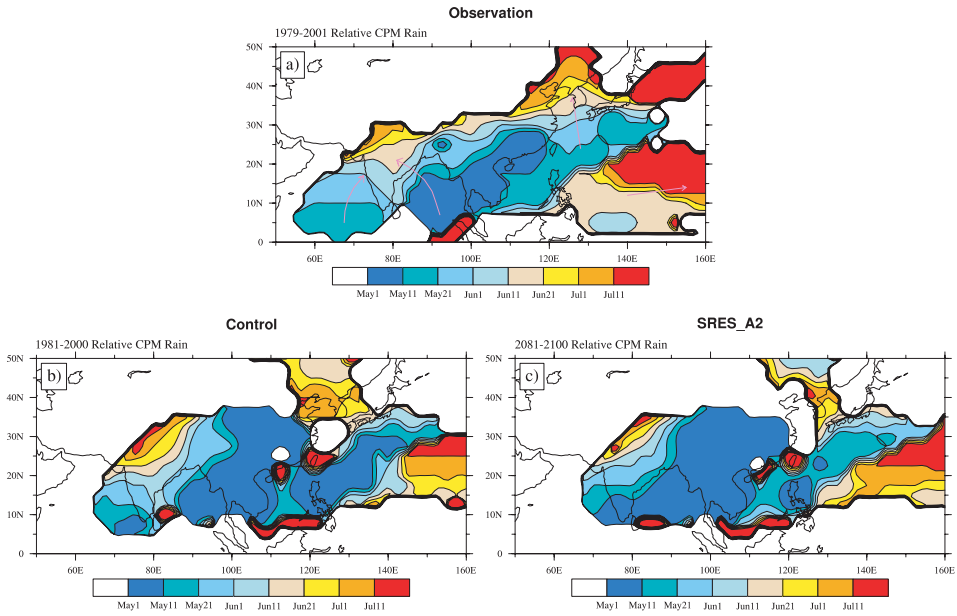 Observation
1979-2001 Relative CPM Rain
a)
50N
40N
30N
20N
10N
0
60E 80E 100E 120E 140E 160E
May1 May11 May21 Jun1 Jun11 Jun21 Jul1 Jul11
Control
1981-2000 Relative CPM Rain
b)
50N
40N
30N
20N
10N
0
60E 80E 100E 120E 140E 160E
May1 May11 May21 Jun1 Jun11 Jun21 Jul1 Jul11
SRES_A2
2081-2100 Relative CPM Rain
c)
50N
40N
30N
20N
10N
0
60E 80E 100E 120E 140E 160E
May1 May11 May21 Jun1 Jun11 Jun21 Jul1 Jul11